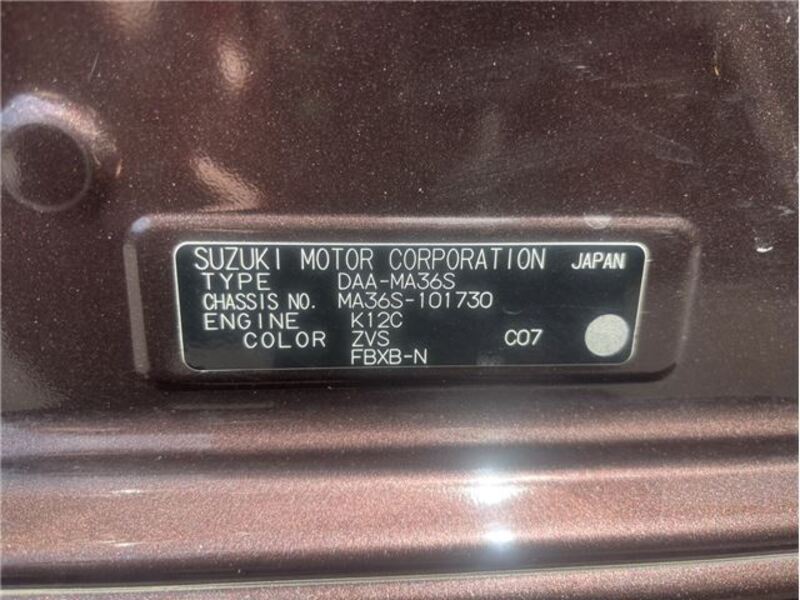 SUZUKI MOTOR CORPORATION JAPAN
TYPE DAA-MA36S
CHASSIS NO. MA36S-101730
ENGINE K12C
COLOR ZVS C07
FBXB-N